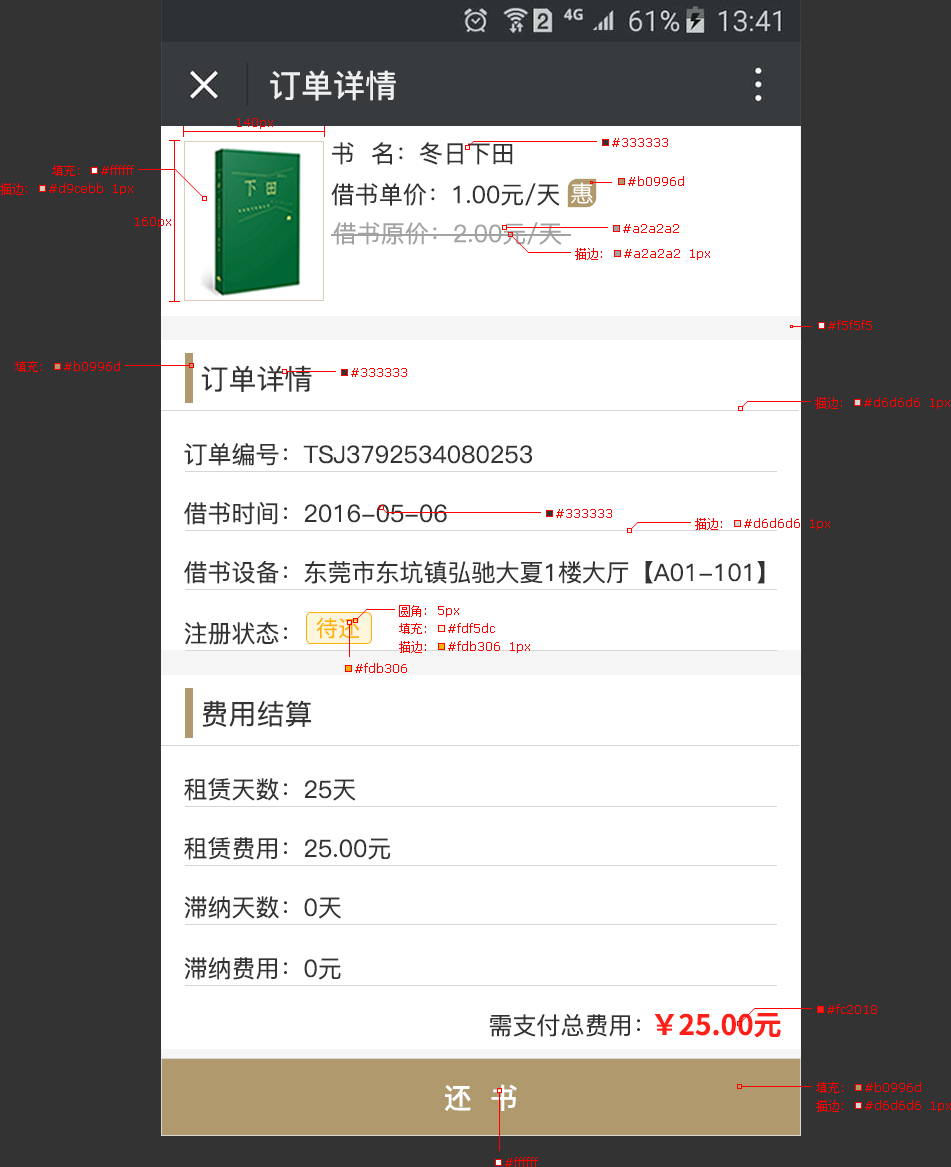 4G 61% 13:41
订单详情
140px
书 名：冬日下田
#333333
填充： #ffffff
描边： #d9cebb 1px
下田
借书单价：1.00元/天 惠
#b0996d
160px
借书原价：2.00元/天
#a2a2a2
描边： #a2a2a2 1px
#f5f5f5
填充： #b0996d
订单详情
#333333
描边： #d6d6d6 1px
订单编号：TSJ3792534080253
借书时间：2016-05-06
#333333
描边： #d6d6d6 1px
借书设备：东莞市东坑镇弘驰大夏1楼大厅【A01-101】
注册状态：待还
圆角： 5px
填充： #fdf5dc
描边： #fdb306 1px
#fdb306
费用结算
租赁天数：25天
租赁费用：25.00元
滞纳天数：0天
滞纳费用：0元
需支付总费用：￥25.00元
#fc2018
还 书
填充： #b0996d
描边： #d6d6d6 1px
#ffffff